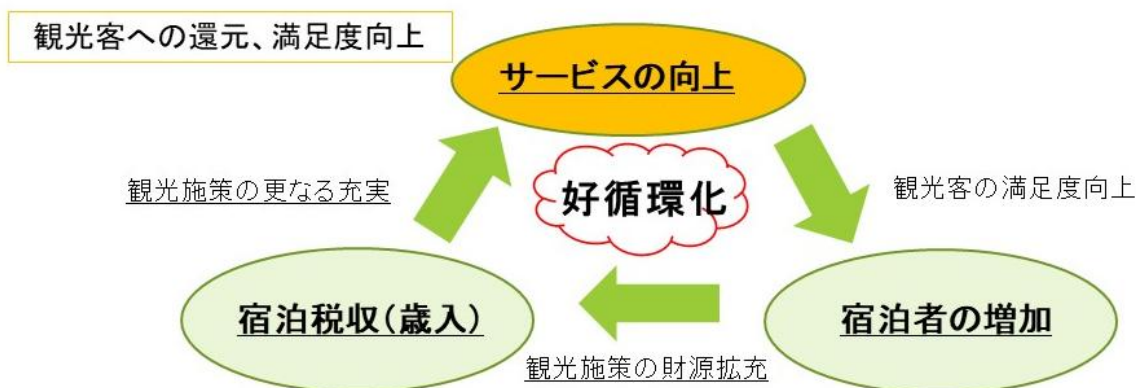 観光客への還元、満足度向上
サービスの向上
観光施策の更なる充実
好循環化
観光客の満足度向上
宿泊税収(歳入)
宿泊者の増加
観光施策の財源拡充